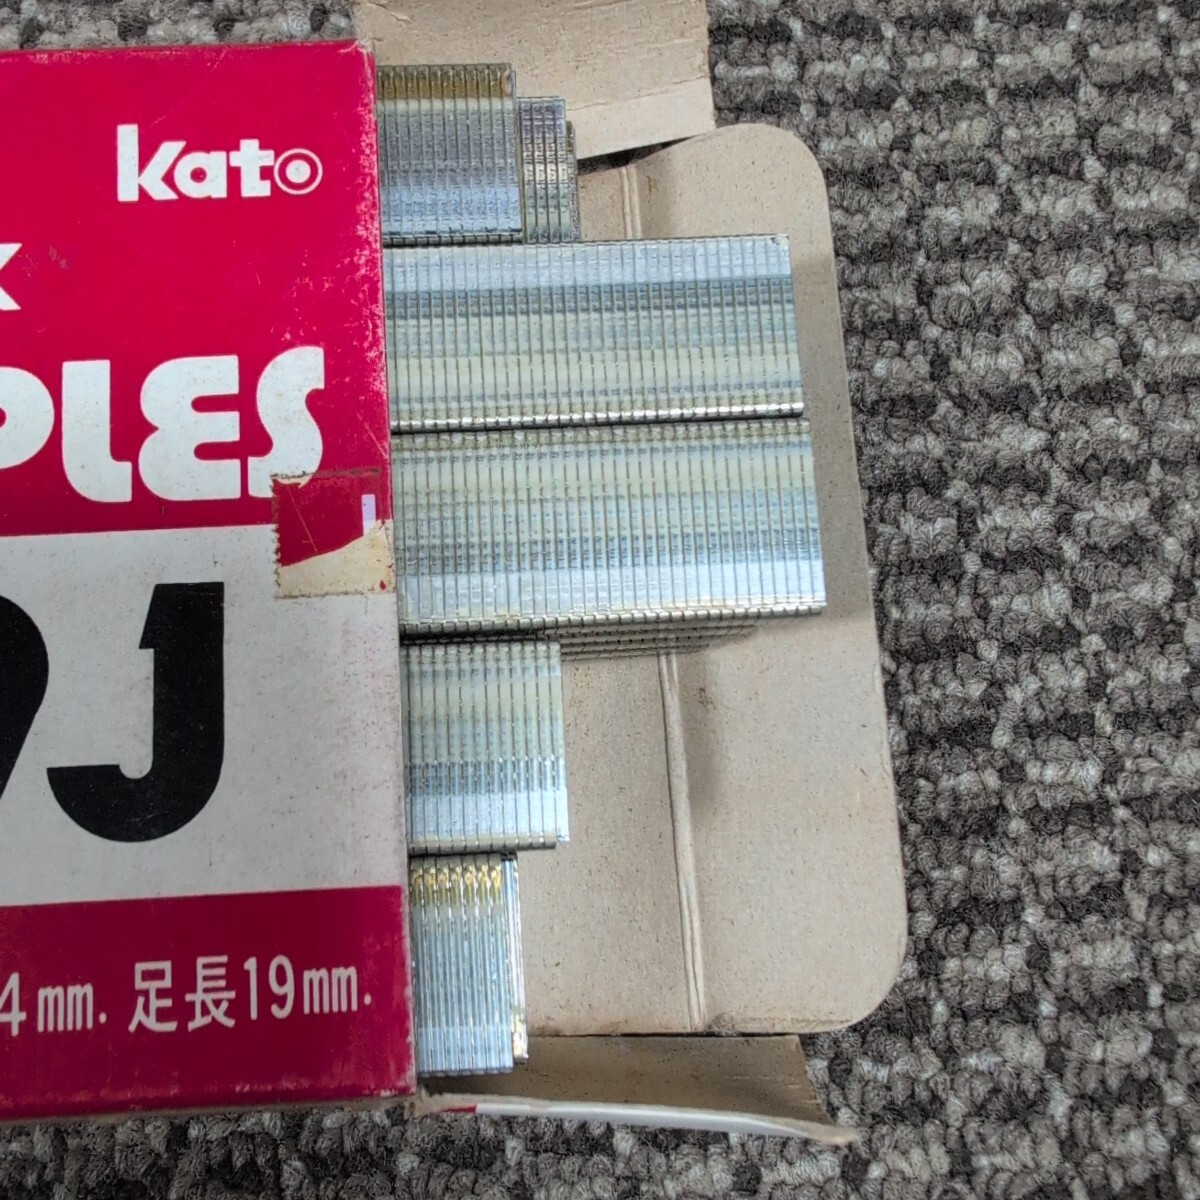 kato
K
PLES
9J
4mm. 足長19mm.